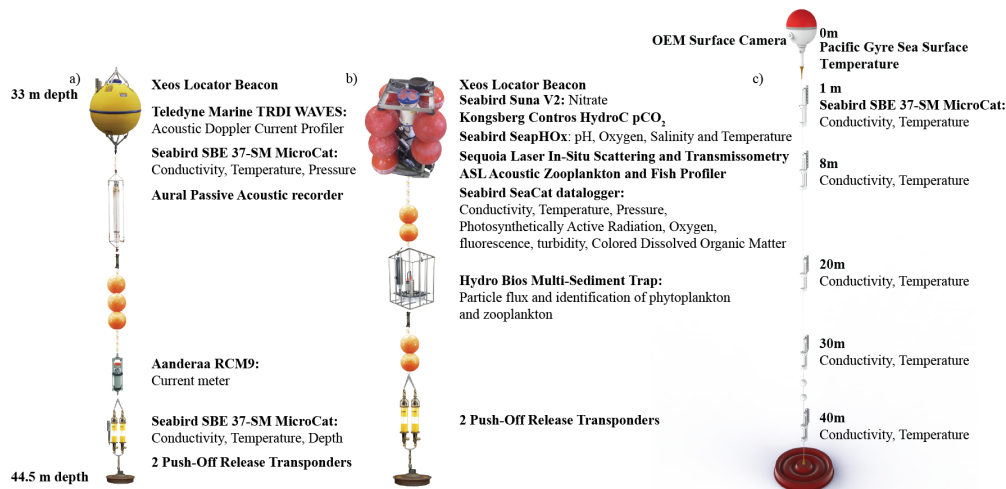 a)
33 m depth
Xeos Locator Beacon
Teledyne Marine TRDI WAVES:
Acoustic Doppler Current Profiler
Seabird SBE 37-SM MicroCat:
Conductivity, Temperature, Pressure
Aural Passive Acoustic recorder
Aanderaa RCM9:
Current meter
Seabird SBE 37-SM MicroCat:
Conductivity, Temperature, Depth
2 Push-Off Release Transponders
44.5 m depth
b)
Xeos Locator Beacon
Seabird Suna V2: Nitrate
Kongsberg Contros HydroC pCO₂
Seabird SeapHOx: pH, Oxygen, Salinity and Temperature
Sequoia Laser In-Situ Scattering and Transmissometry
ASL Acoustic Zooplankton and Fish Profiler
Seabird SeaCat datalogger:
Conductivity, Temperature, Pressure,
Photosynthetically Active Radiation, Oxygen,
fluorescence, turbidity, Colored Dissolved Organic Matter
Hydro Bios Multi-Sediment Trap:
Particle flux and identification of phytoplankton
and zooplankton
2 Push-Off Release Transponders
c)
OEM Surface Camera
0m
Pacific Gyre Sea Surface
Temperature
1 m
Seabird SBE 37-SM MicroCat:
Conductivity, Temperature
8m
Conductivity, Temperature
20m
Conductivity, Temperature
30m
Conductivity, Temperature
40m
Conductivity, Temperature